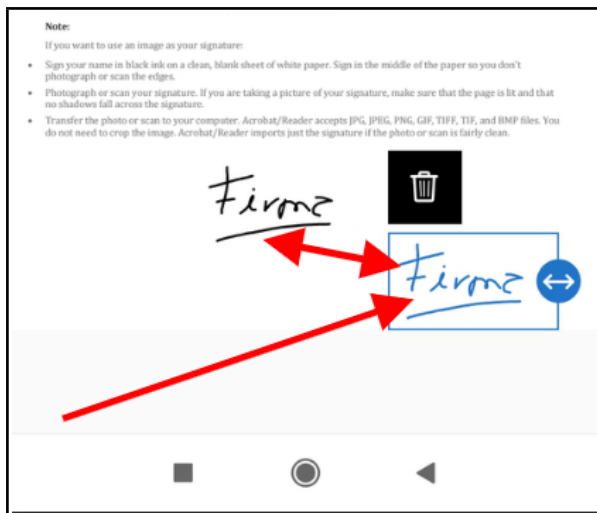 Note:
If you want to use an image as your signature:
• Sign your name in black ink on a clean, blank sheet of white paper. Sign in the middle of the paper so you don't
photograph or scan the edges.
• Photograph or scan your signature. If you are taking a picture of your signature, make sure that the page is lit and that
no shadows fall across the signature.
• Transfer the photo or scan to your computer. Acrobat/Reader accepts JPG, JPEG, PNG, GIF, TIFF, TIF, and BMP files. You
do not need to crop the image. Acrobat/Reader imports just the signature if the photo or scan is fairly clean.
Firma
Firma